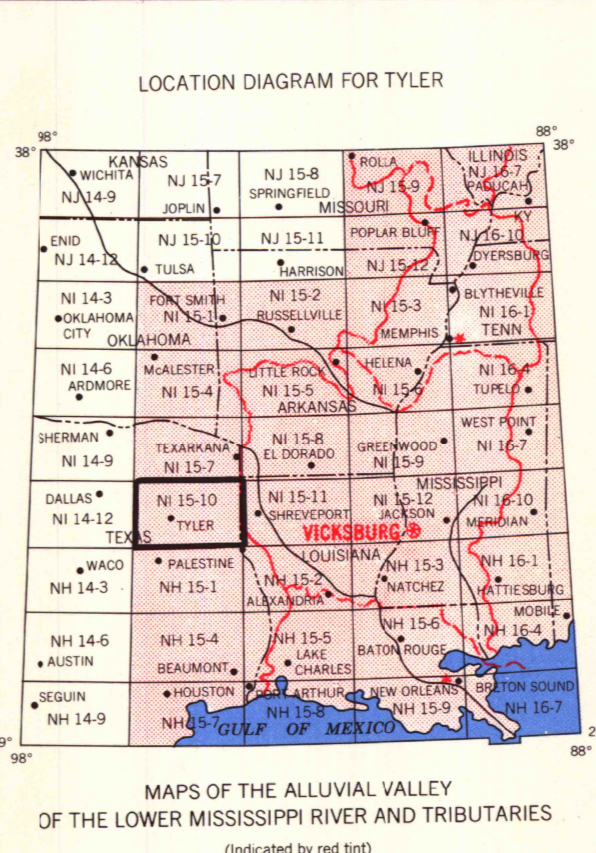 LOCATION DIAGRAM FOR TYLER
98°
88°
38°
38°
KANSAS
WICHITA
NJ 14-9
NJ 15-7
JOPLIN
NJ 15-8
SPRINGFIELD
MISSOURI
ROLLA
NJ 15-9
ILLINOIS
NJ 16-7
PADUCAH
KY
ENID
NJ 14-12
NJ 15-10
TULSA
NJ 15-11
HARRISON
POPLAR BLUFF
NJ 15-12
NJ 16-10
DYERSBURG
NI 14-3
OKLAHOMA
CITY
FORT SMITH
NI 15-1
OKLAHOMA
NI 15-2
RUSSELLVILLE
NI 15-3
MEMPHIS
BLYTHEVILLE
NI 16-1
TENN
NI 14-6
ARDMORE
McALESTER
NI 15-4
LITTLE ROCK
NI 15-5
ARKANSAS
HELENA
NI 15-6
NI 16-4
TUPELO
SHERMAN
NI 14-9
TEXARKANA
NI 15-7
NI 15-8
EL DORADO
GREENWOOD
NI 15-9
WEST POINT
NI 16-7
MISSISSIPPI
DALLAS
NI 14-12
TEXAS
NI 15-10
TYLER
NI 15-11
SHREVEPORT
NI 15-12
JACKSON
VICKSBURG
LOUISIANA
NI 16-10
MERIDIAN
WACO
NH 14-3
PALESTINE
NH 15-1
NH 15-2
ALEXANDRIA
NH 15-3
NATCHEZ
NH 16-1
HATTIESBURG
MOBILE
NH 14-6
AUSTIN
NH 15-4
BEAUMONT
NH 15-5
LAKE
CHARLES
NH 15-6
BATON ROUGE
NH 16-4
SEGUIN
NH 14-9
HOUSTON
NH 15-7
PORT ARTHUR
NH 15-8
NEW ORLEANS
NH 15-9
BRETON SOUND
NH 16-7
GULF OF MEXICO
9°
98°
2
88°
MAPS OF THE ALLUVIAL VALLEY
OF THE LOWER MISSISSIPPI RIVER AND TRIBUTARIES
(Indicated by red tint)